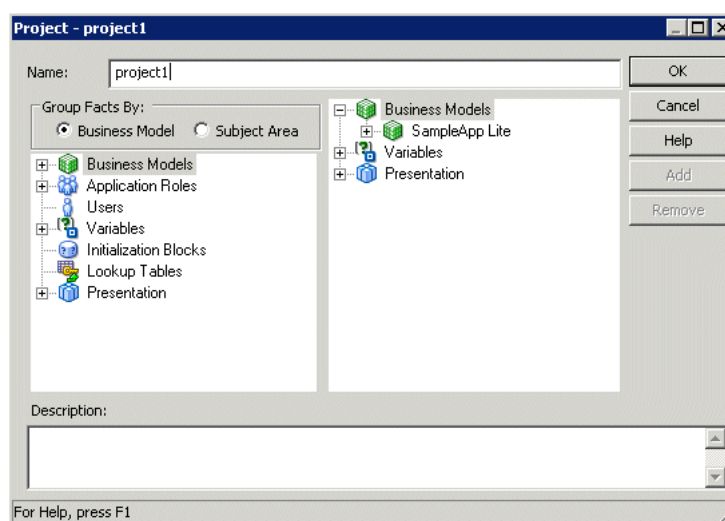 Project - project1
Name: project1
OK
Cancel
Help
Add
Remove
Group Facts By:
Business Model Subject Area
Business Models
Application Roles
Users
Variables
Initialization Blocks
Lookup Tables
Presentation
Business Models
SampleApp Lite
Variables
Presentation
Description:
For Help, press F1